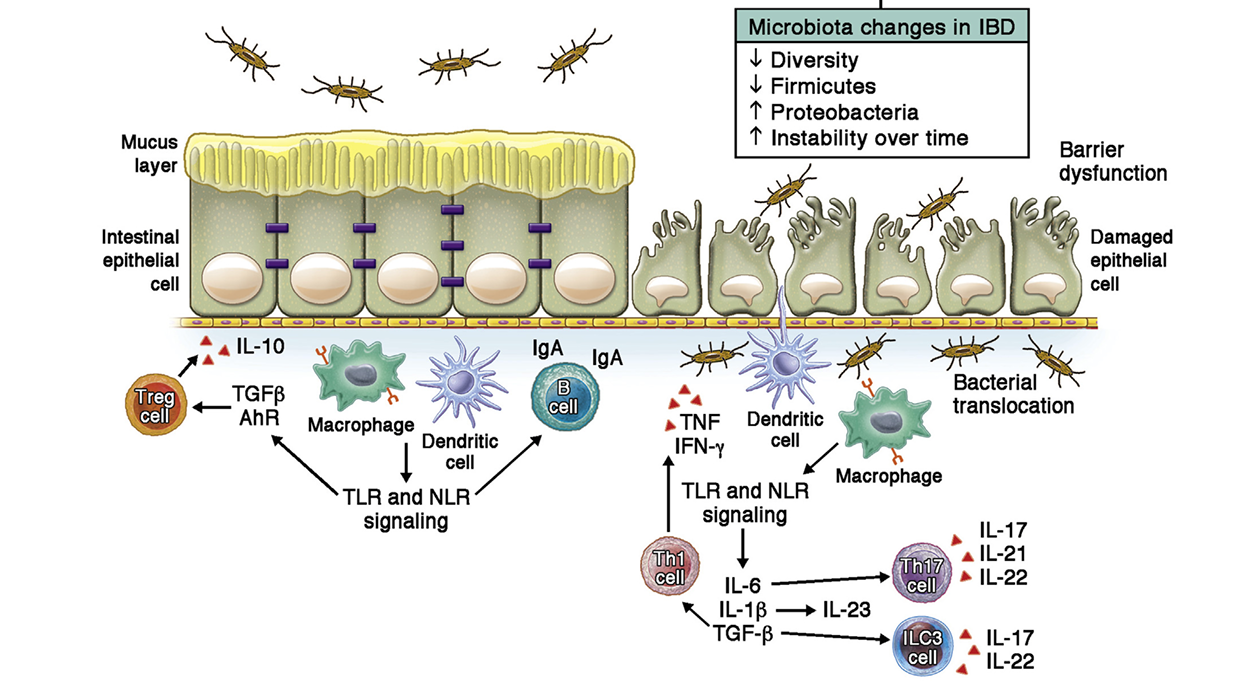 Microbiota changes in IBD
↓ Diversity
↓ Firmicutes
↑ Proteobacteria
↑ Instability over time
Mucus
layer
Intestinal
epithelial
cell
Barrier
dysfunction
Damaged
epithelial
cell
IL-10
Treg
cell
TGFβ
AhR
Macrophage
Dendritic
cell
IgA
IgA
B
cell
TLR and NLR
signaling
TNF
IFN-γ
Dendritic
cell
Bacterial
translocation
Macrophage
TLR and NLR
signaling
Th1
cell
IL-6
IL-1β
IL-23
TGF-β
Th17
cell
IL-17
IL-21
IL-22
ILC3
cell
IL-17
IL-22